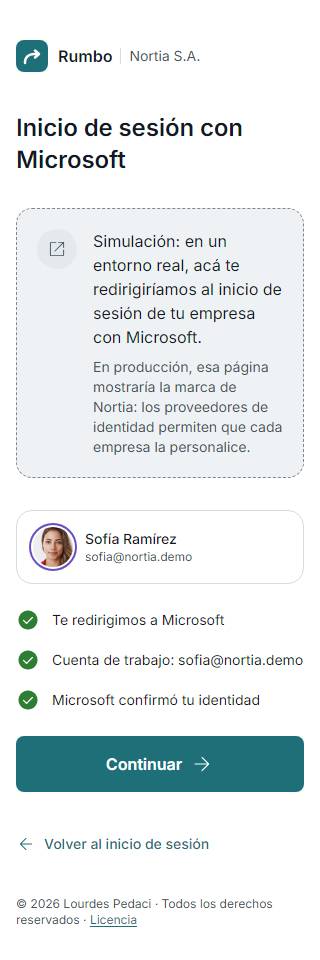 Rumbo | Nortia S.A.
Inicio de sesión con
Microsoft
Simulación: en un
entorno real, acá te
redirigiríamos al inicio de
sesión de tu empresa
con Microsoft.
En producción, esa página
mostraría la marca de
Nortia: los proveedores de
identidad permiten que cada
empresa la personalice.
Sofía Ramírez
sofia@nortia.demo
Te redirigimos a Microsoft
Cuenta de trabajo: sofia@nortia.demo
Microsoft confirmó tu identidad
Continuar →
← Volver al inicio de sesión
© 2026 Lourdes Pedaci · Todos los derechos
reservados · Licencia